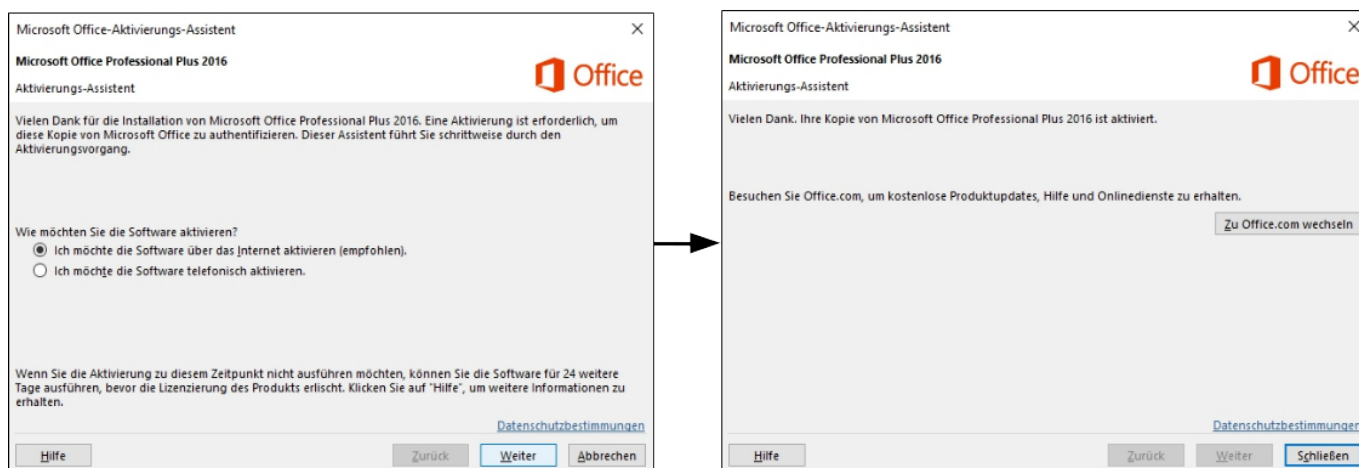 Microsoft Office-Aktivierungs-Assistent
Microsoft Office Professional Plus 2016
Office
Aktivierungs-Assistent
Vielen Dank für die Installation von Microsoft Office Professional Plus 2016. Eine Aktivierung ist erforderlich, um
diese Kopie von Microsoft Office zu authentifizieren. Dieser Assistent führt Sie schrittweise durch den
Aktivierungsvorgang.
Wie möchten Sie die Software aktivieren?
Ich möchte die Software über das Internet aktivieren (empfohlen).
Ich möchte die Software telefonisch aktivieren.
Wenn Sie die Aktivierung zu diesem Zeitpunkt nicht ausführen möchten, können Sie die Software für 24 weitere
Tage ausführen, bevor die Lizenzierung des Produkts erlischt. Klicken Sie auf "Hilfe", um weitere Informationen zu
erhalten.
Datenschutzbestimmungen
Hilfe Zurück Weiter Abbrechen
Microsoft Office-Aktivierungs-Assistent
Microsoft Office Professional Plus 2016
Office
Aktivierungs-Assistent
Vielen Dank. Ihre Kopie von Microsoft Office Professional Plus 2016 ist aktiviert.
Besuchen Sie Office.com, um kostenlose Produktupdates, Hilfe und Onlinedienste zu erhalten.
Zu Office.com wechseln
Datenschutzbestimmungen
Hilfe Zurück Weiter Schließen